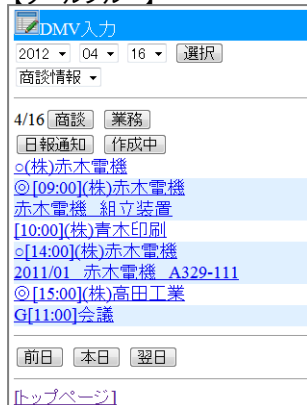 DMV入力
2012 04 16 選択
商談情報
4/16 商談 業務
日報通知 作成中
○(株)赤木電機
◎[09:00](株)赤木電機
赤木電機 組立装置
[10:00](株)青木印刷
○[14:00](株)赤木電機
2011/01 赤木電機 A329-111
◎[15:00](株)高田工業
G[11:00]会議
前日 本日 翌日
[トップページ]